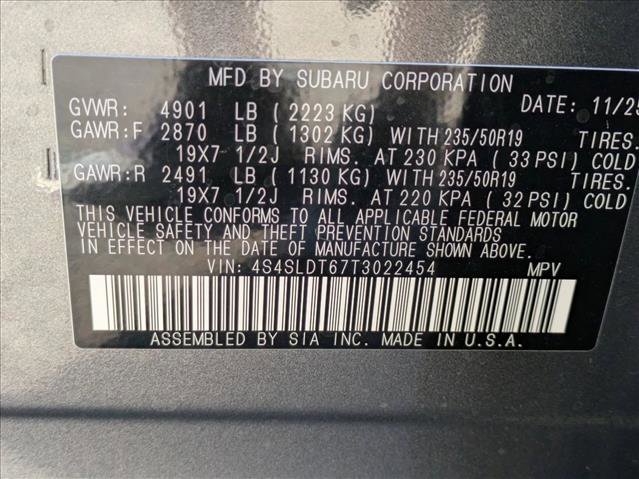 MFD BY SUBARU CORPORATION
GVWR: 4901 LB (2223 KG) DATE: 11/25
GAWR:F 2870 LB (1302 KG) WITH 235/50R19 TIRES.
19X7 1/2J RIMS. AT 230 KPA (33 PSI) COLD
GAWR:R 2491 LB (1130 KG) WITH 235/50R19 TIRES.
19X7 1/2J RIMS. AT 220 KPA (32 PSI) COLD
THIS VEHICLE CONFORMS TO ALL APPLICABLE FEDERAL MOTOR
VEHICLE SAFETY AND THEFT PREVENTION STANDARDS
IN EFFECT ON THE DATE OF MANUFACTURE SHOWN ABOVE.
VIN: 4S4SLDT67T3022454 MPV
ASSEMBLED BY SIA INC. MADE IN U.S.A.